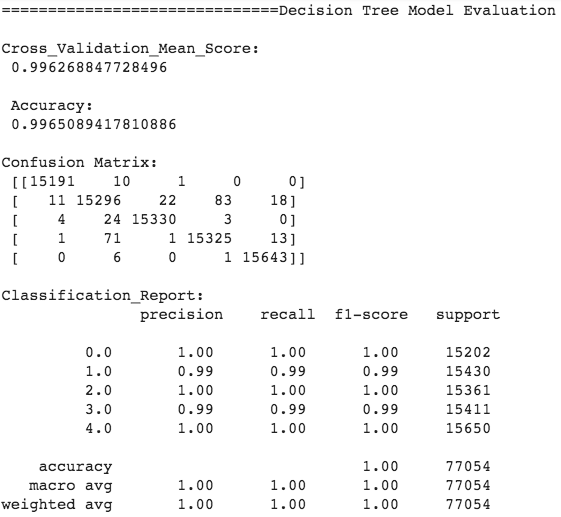 ==============================Decision Tree Model Evaluation
Cross_Validation_Mean_Score:
0.996268847728496
Accuracy:
0.9965089417810886
Confusion Matrix:
[[15191 10 1 0 0]
[ 11 15296 22 83 18]
[ 4 24 15330 3 0]
[ 1 71 1 15325 13]
[ 0 6 0 1 15643]]
Classification_Report:
precision recall f1-score support
0.0 1.00 1.00 1.00 15202
1.0 0.99 0.99 0.99 15430
2.0 1.00 1.00 1.00 15361
3.0 0.99 0.99 0.99 15411
4.0 1.00 1.00 1.00 15650
accuracy 1.00 77054
macro avg 1.00 1.00 1.00 77054
weighted avg 1.00 1.00 1.00 77054